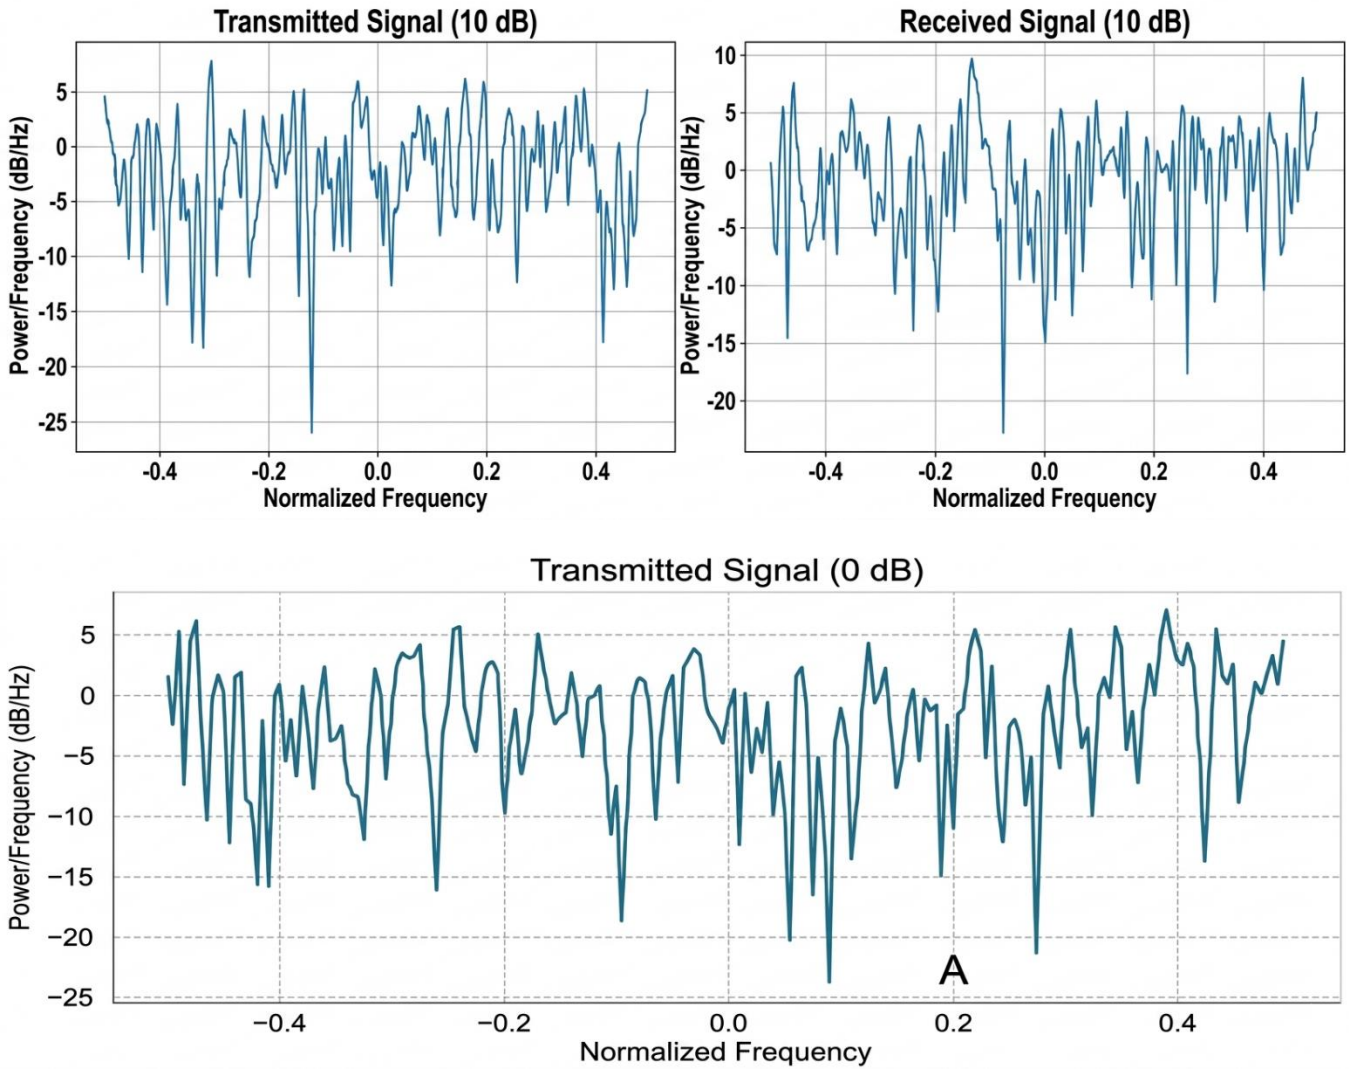 Transmitted Signal (10 dB)
Power/Frequency (dB/Hz)
5
0
-5
-10
-15
-20
-25
-0.4 -0.2 0.0 0.2 0.4
Normalized Frequency
Received Signal (10 dB)
Power/Frequency (dB/Hz)
10
5
0
-5
-10
-15
-20
-0.4 -0.2 0.0 0.2 0.4
Normalized Frequency
Transmitted Signal (0 dB)
Power/Frequency (dB/Hz)
5
0
−5
−10
−15
−20
−25
A
−0.4 −0.2 0.0 0.2 0.4
Normalized Frequency